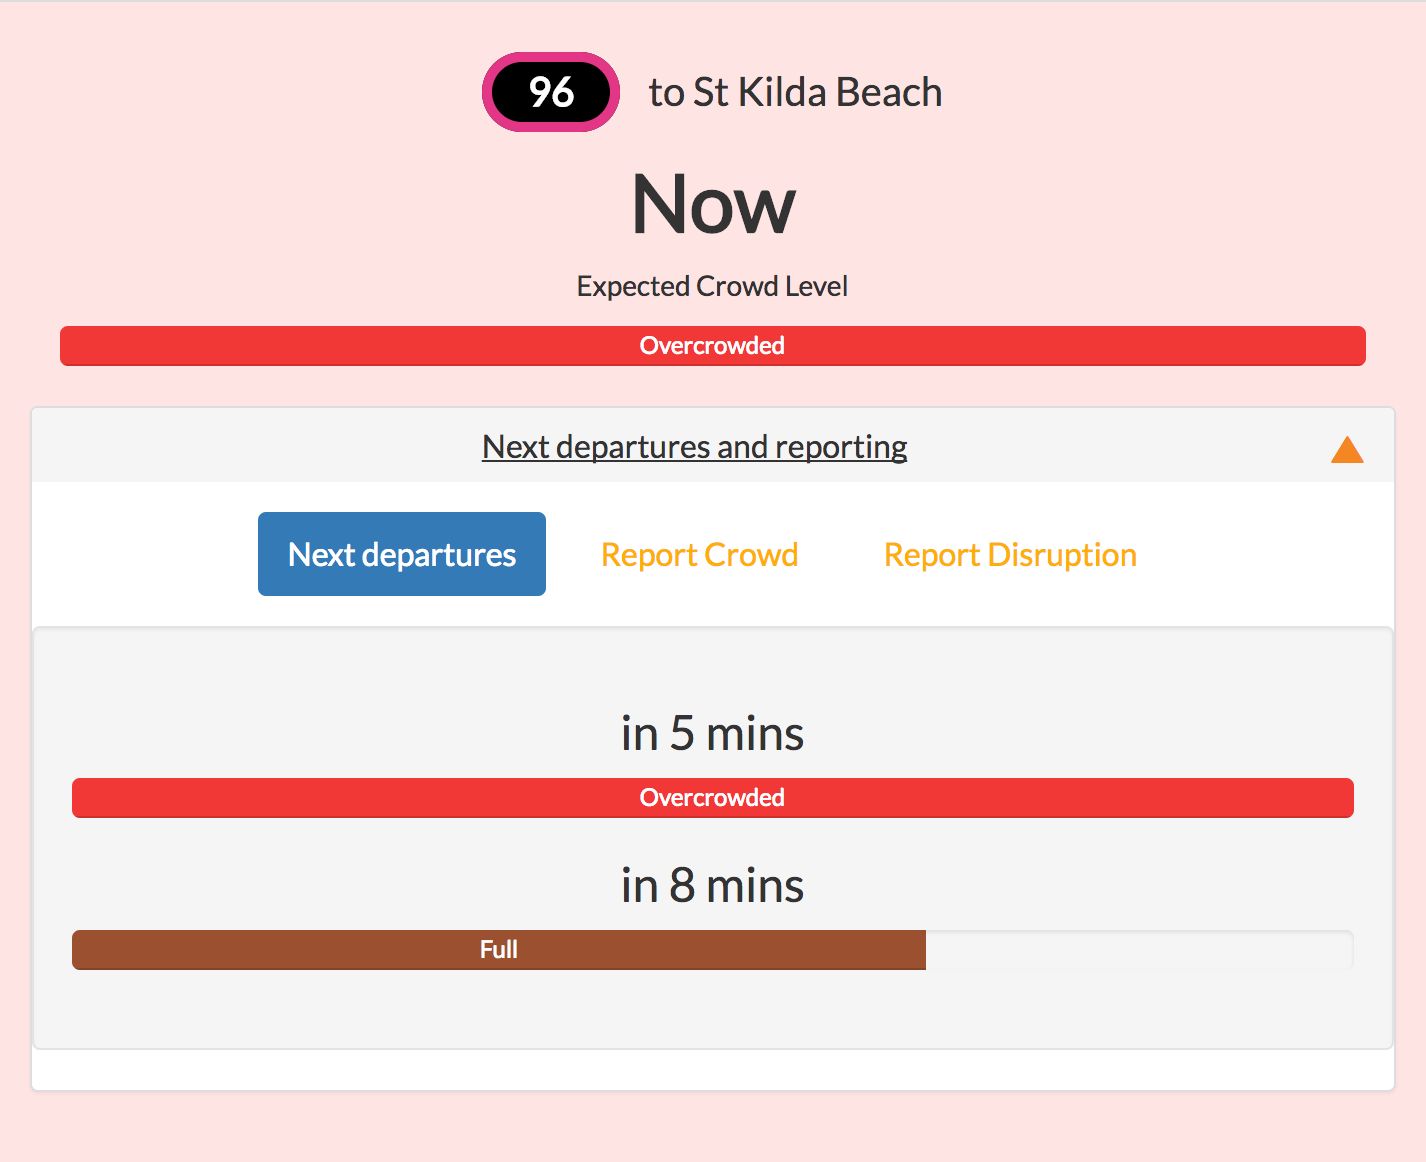 96 to St Kilda Beach
Now
Expected Crowd Level
Overcrowded
Next departures and reporting
Next departures Report Crowd Report Disruption
in 5 mins
Overcrowded
in 8 mins
Full